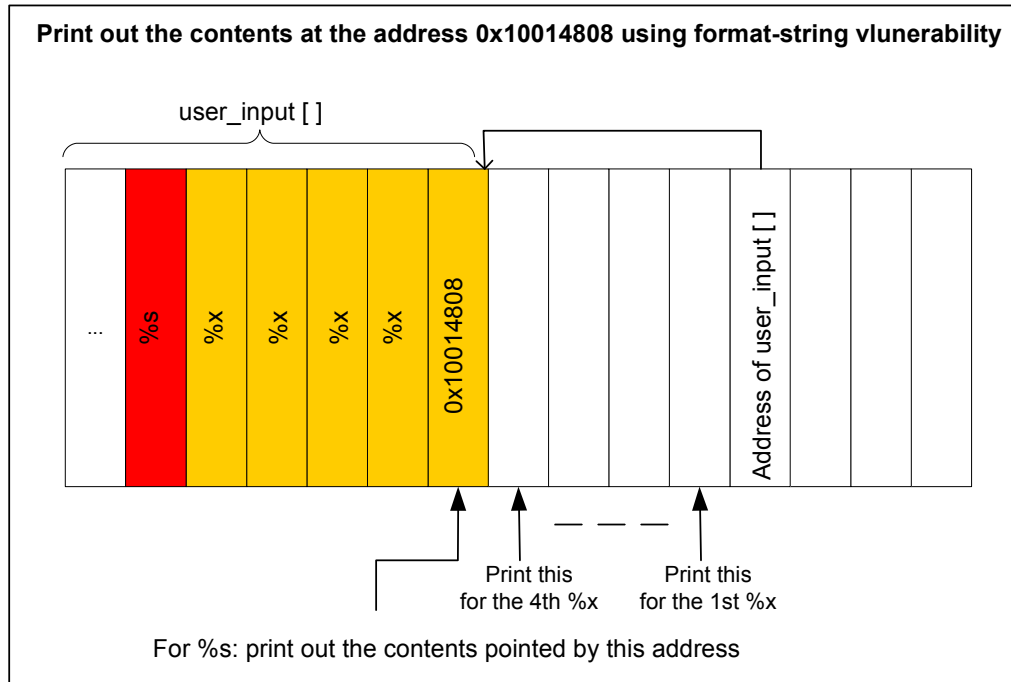 Print out the contents at the address 0x10014808 using format-string vlunerability
user_input [ ]
...
%s
%x
%x
%x
%x
0x10014808
Address of user_input [ ]
Print this
for the 4th %x
Print this
for the 1st %x
For %s: print out the contents pointed by this address